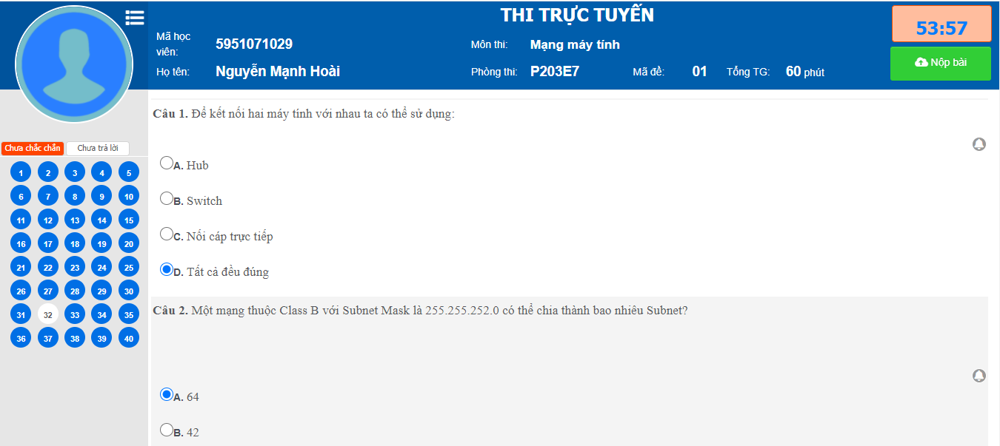 THI TRỰC TUYẾN
Mã học viên: 5951071029
Môn thi: Mạng máy tính
Họ tên: Nguyễn Mạnh Hoài
Phòng thi: P203E7 Mã đề: 01 Tổng TG: 60 phút
53:57
Nộp bài
Chưa chắc chắn Chưa trả lời
1 2 3 4 5
6 7 8 9 10
11 12 13 14 15
16 17 18 19 20
21 22 23 24 25
26 27 28 29 30
31 32 33 34 35
36 37 38 39 40
Câu 1. Để kết nối hai máy tính với nhau ta có thể sử dụng:
A. Hub
B. Switch
C. Nối cáp trực tiếp
D. Tất cả đều đúng
Câu 2. Một mạng thuộc Class B với Subnet Mask là 255.255.252.0 có thể chia thành bao nhiêu Subnet?
A. 64
B. 42